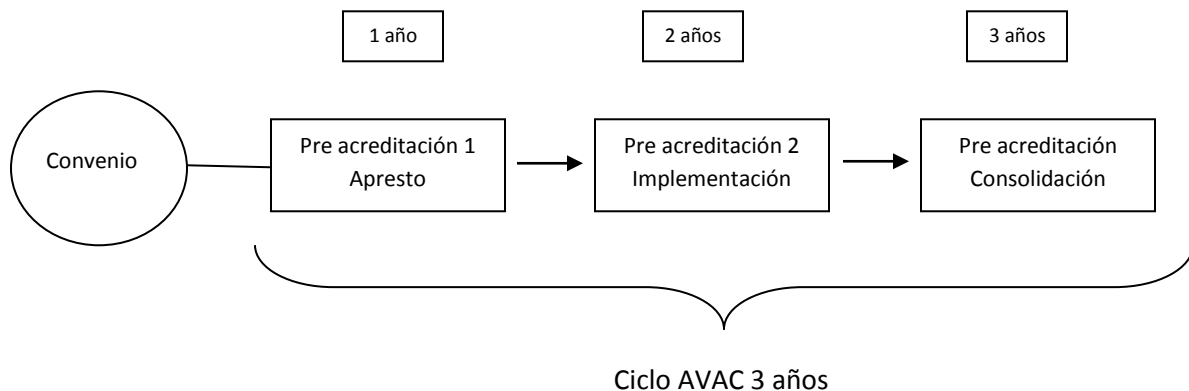 1 año
2 años
3 años
Convenio
Pre acreditación 1
Apresto
Pre acreditación 2
Implementación
Pre acreditación
Consolidación
Ciclo AVAC 3 años